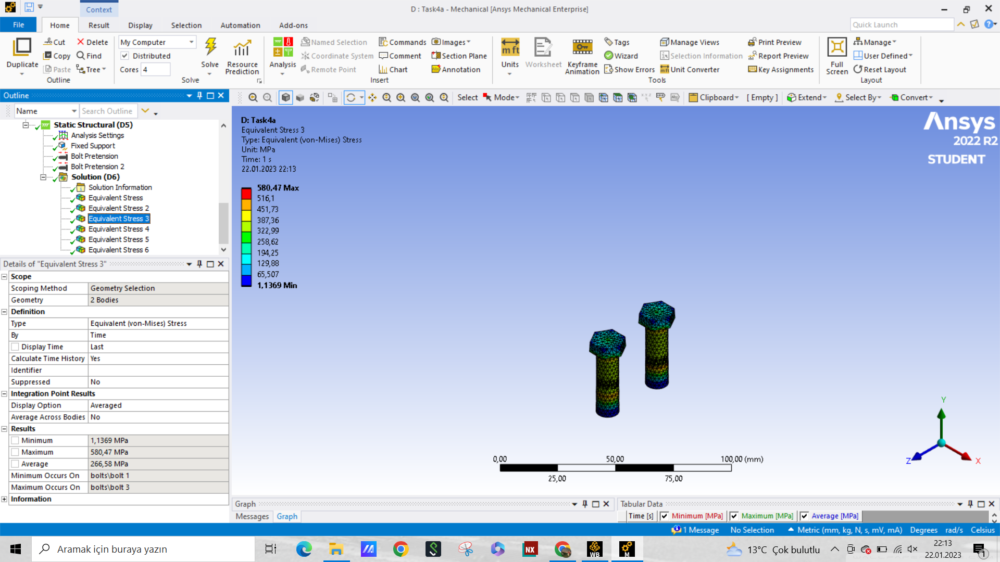 Context
D : Task4a - Mechanical [Ansys Mechanical Enterprise]
File
Home
Result
Display
Selection
Automation
Add-ons
Quick Launch
Duplicate
Cut
Copy
Paste
Delete
Find
Tree
Outline
My Computer
Distributed
Cores 4
Solve
Resource
Prediction
Solve
Analysis
Named Selection
Coordinate System
Remote Point
Commands
Comment
Chart
Images
Section Plane
Annotation
Insert
Units
Worksheet
Keyframe
Animation
Tags
Wizard
Show Errors
Manage Views
Selection Information
Unit Converter
Print Preview
Report Preview
Key Assignments
Tools
Full
Screen
Manage
User Defined
Reset Layout
Layout
Outline
Name
Search Outline
Select
Mode
Clipboard
[ Empty ]
Extend
Select By
Convert
Static Structural (D5)
Analysis Settings
Fixed Support
Bolt Pretension
Bolt Pretension 2
Solution (D6)
Solution Information
Equivalent Stress
Equivalent Stress 2
Equivalent Stress 3
Equivalent Stress 4
Equivalent Stress 5
Equivalent Stress 6
Details of "Equivalent Stress 3"
Scope
Scoping Method Geometry Selection
Geometry 2 Bodies
Definition
Type Equivalent (von-Mises) Stress
By Time
Display Time Last
Calculate Time History Yes
Identifier
Suppressed No
Integration Point Results
Display Option Averaged
Average Across Bodies No
Results
Minimum 1,1369 MPa
Maximum 580,47 MPa
Average 266,58 MPa
Minimum Occurs On bolts\bolt 1
Maximum Occurs On bolts\bolt 3
Information
D: Task4a
Equivalent Stress 3
Type: Equivalent (von-Mises) Stress
Unit: MPa
Time: 1 s
22.01.2023 22:13
580,47 Max
516,1
451,73
387,36
322,99
258,62
194,25
129,88
65,507
1,1369 Min
Ansys
2022 R2
STUDENT
0,00 50,00 100,00 (mm)
25,00 75,00
Y
Z
X
Graph
Messages
Graph
Tabular Data
Time [s] Minimum [MPa] Maximum [MPa] Average [MPa]
1 Message
No Selection
Metric (mm, kg, N, s, mV, mA)
Degrees
rad/s
Celsius
Aramak için buraya yazın
NX
WB
M
13°C Çok bulutlu
22:13
22.01.2023
1